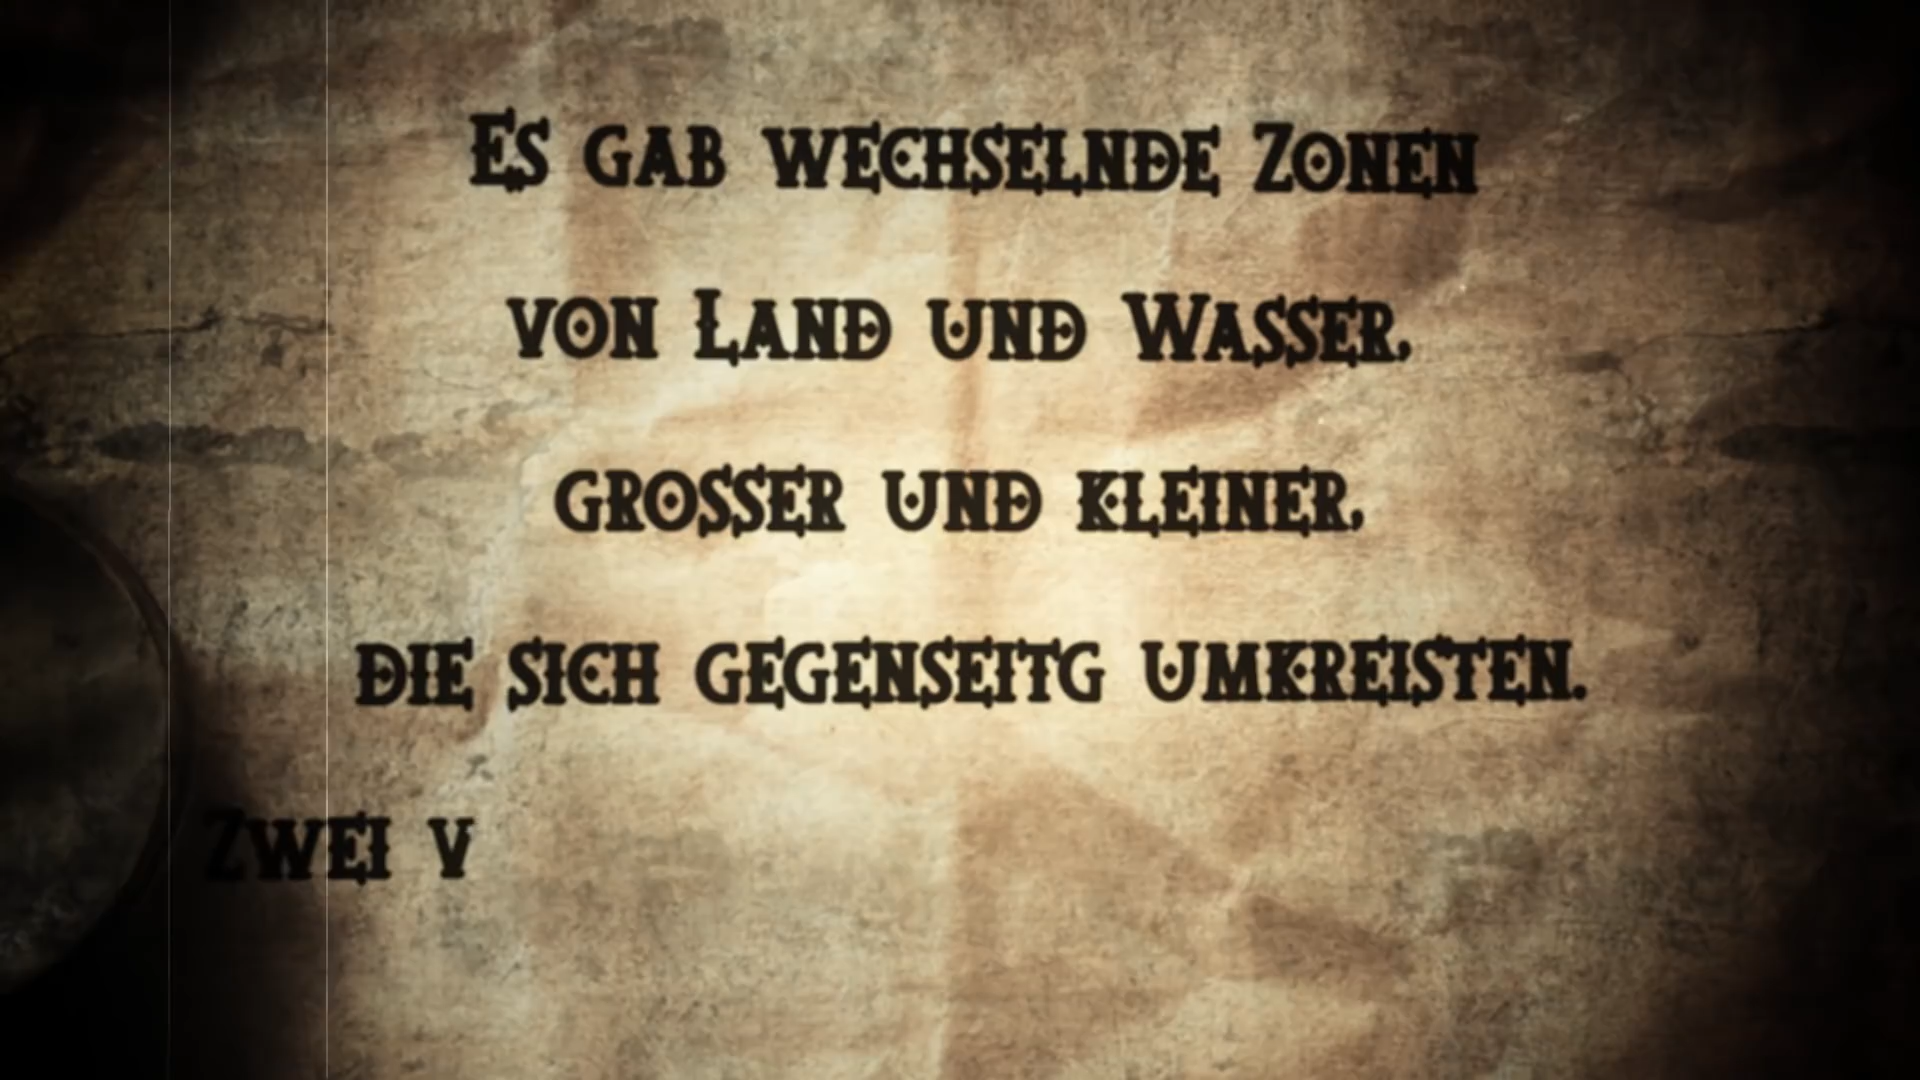 Es gab wechselnde Zonen
von Land und Wasser,
grosser und kleiner,
die sich gegenseitg umkreisten.
Zwei v